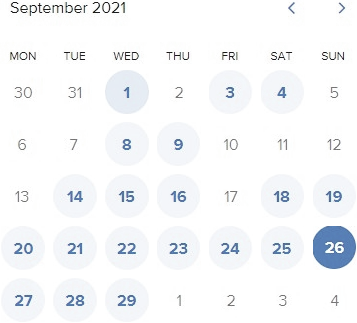 September 2021 < >
MON TUE WED THU FRI SAT SUN
30 31 1 2 3 4 5
6 7 8 9 10 11 12
13 14 15 16 17 18 19
20 21 22 23 24 25 26
27 28 29 1 2 3 4